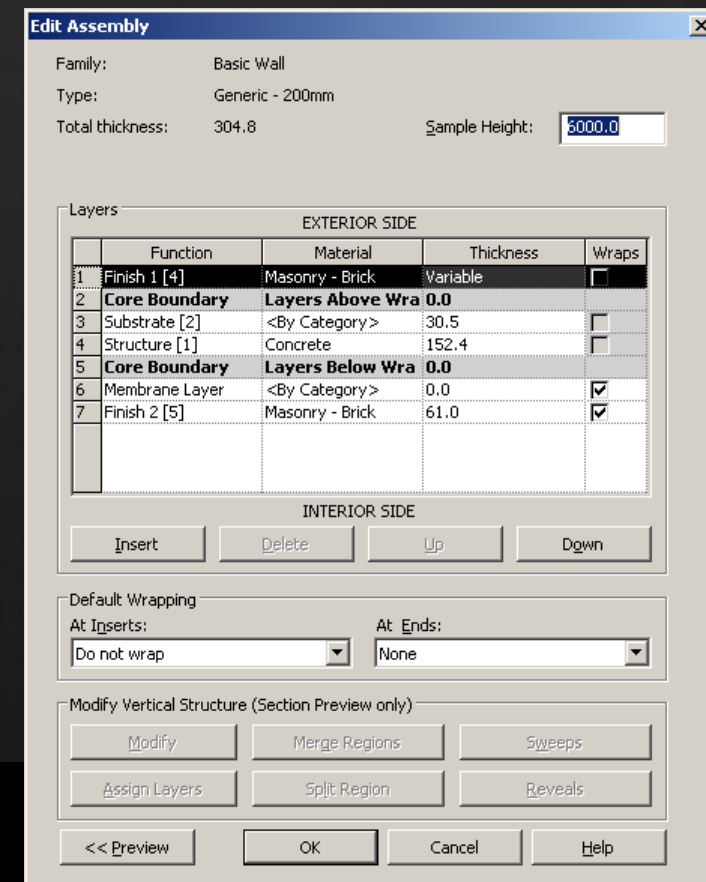 Edit Assembly
Family: Basic Wall
Type: Generic - 200mm
Total thickness: 304.8 Sample Height: 6000.0
Layers
EXTERIOR SIDE
Function Material Thickness Wraps
1 Finish 1 [4] Masonry - Brick Variable
2 Core Boundary Layers Above Wra 0.0
3 Substrate [2] <By Category> 30.5
4 Structure [1] Concrete 152.4
5 Core Boundary Layers Below Wra 0.0
6 Membrane Layer <By Category> 0.0
7 Finish 2 [5] Masonry - Brick 61.0
INTERIOR SIDE
Insert Delete Up Down
Default Wrapping
At Inserts: At Ends:
Do not wrap None
Modify Vertical Structure (Section Preview only)
Modify Merge Regions Sweeps
Assign Layers Split Region Reveals
<< Preview OK Cancel Help